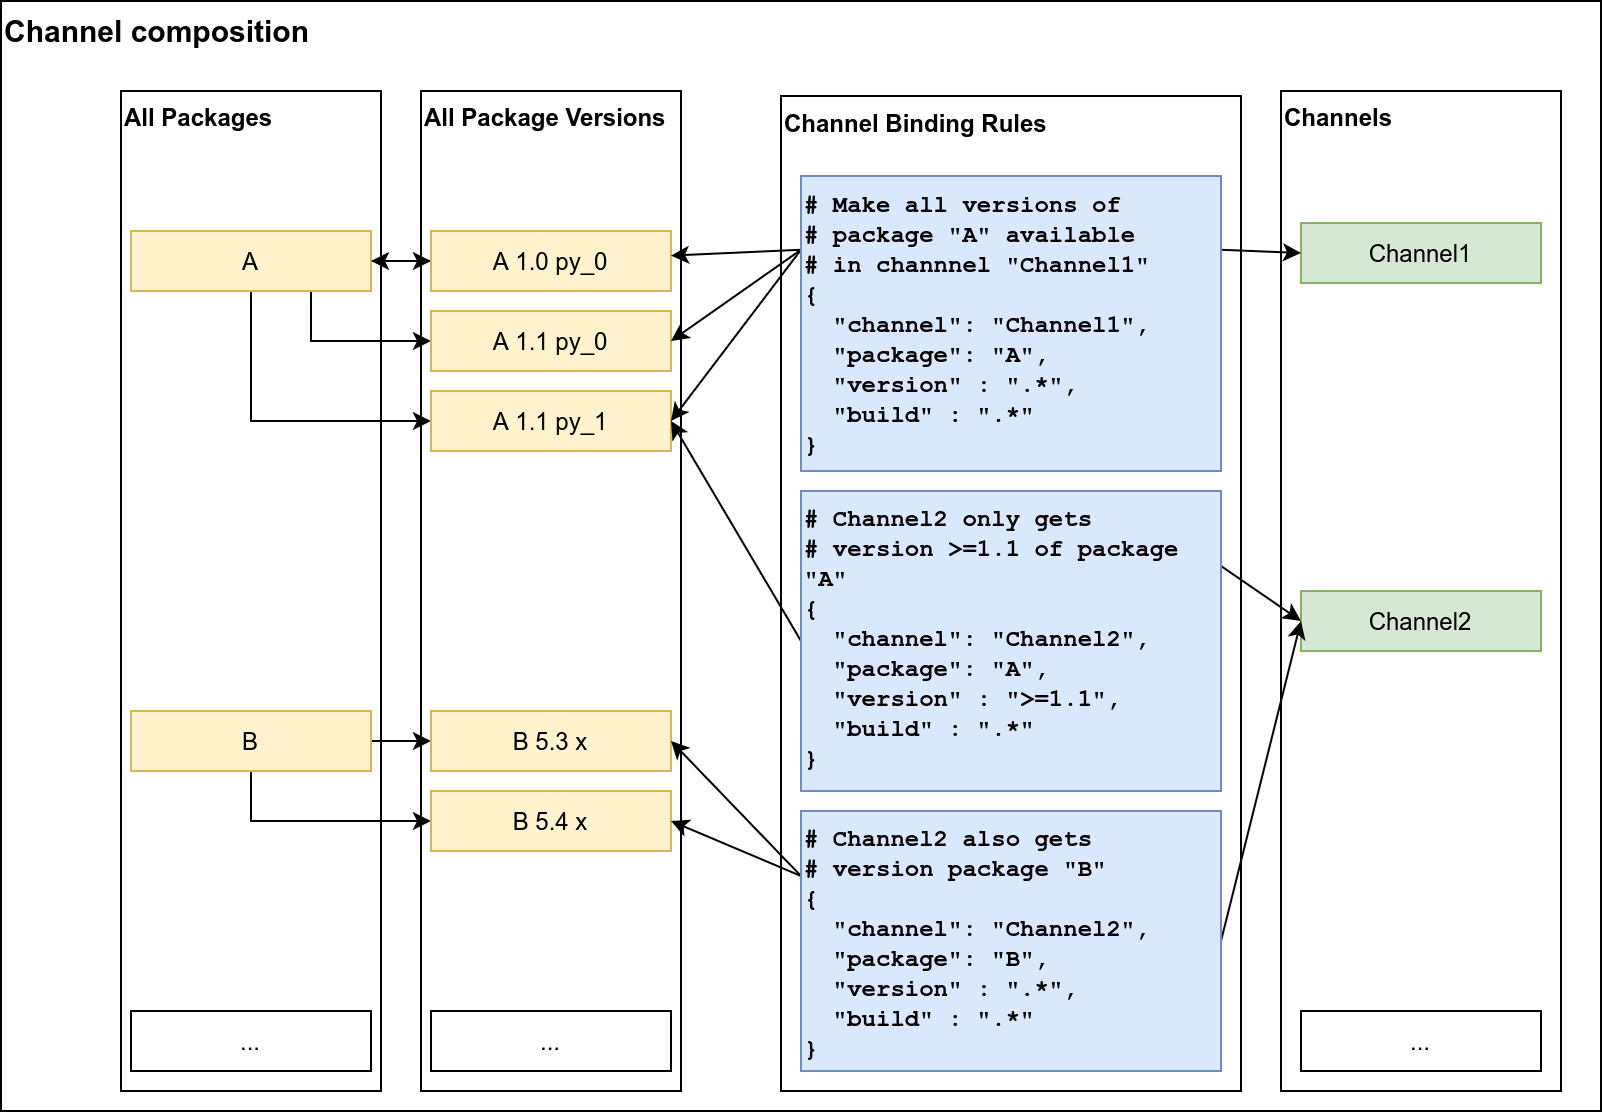 Channel composition
All Packages
A
B
...
All Package Versions
A 1.0 py_0
A 1.1 py_0
A 1.1 py_1
B 5.3 x
B 5.4 x
...
Channel Binding Rules
# Make all versions of
# package "A" available
# in channnel "Channel1"
{
  "channel": "Channel1",
  "package": "A",
  "version" : ".*",
  "build" : ".*"
}
# Channel2 only gets
# version >=1.1 of package
"A"
{
  "channel": "Channel2",
  "package": "A",
  "version" : ">=1.1",
  "build" : ".*"
}
# Channel2 also gets
# version package "B"
{
  "channel": "Channel2",
  "package": "B",
  "version" : ".*",
  "build" : ".*"
}
Channels
Channel1
Channel2
...